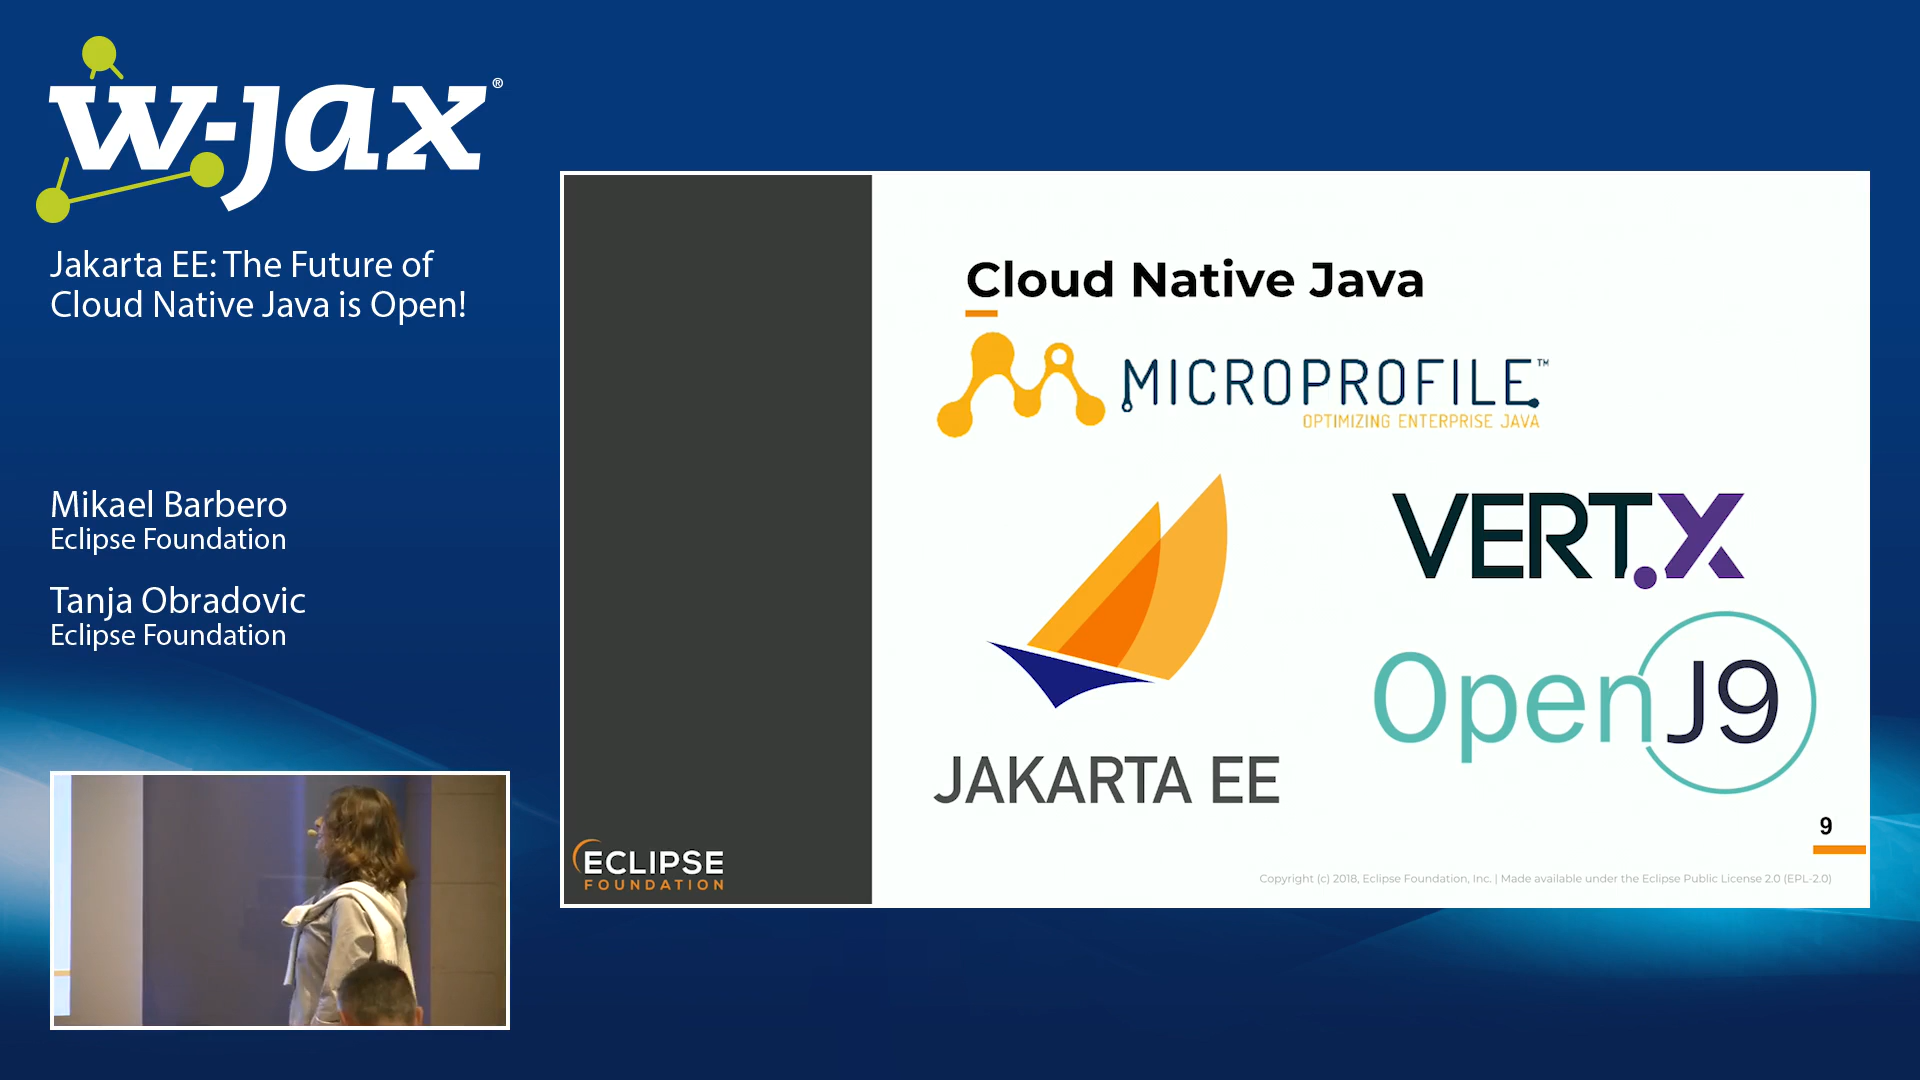 w-jax®
Jakarta EE: The Future of
Cloud Native Java is Open!
Mikael Barbero
Eclipse Foundation
Tanja Obradovic
Eclipse Foundation
Cloud Native Java
MICROPROFILE™
OPTIMIZING ENTERPRISE JAVA
VERT.X
OpenJ9
JAKARTA EE
9
ECLIPSE
FOUNDATION
Copyright (c) 2018, Eclipse Foundation, Inc. | Made available under the Eclipse Public License 2.0 (EPL-2.0)